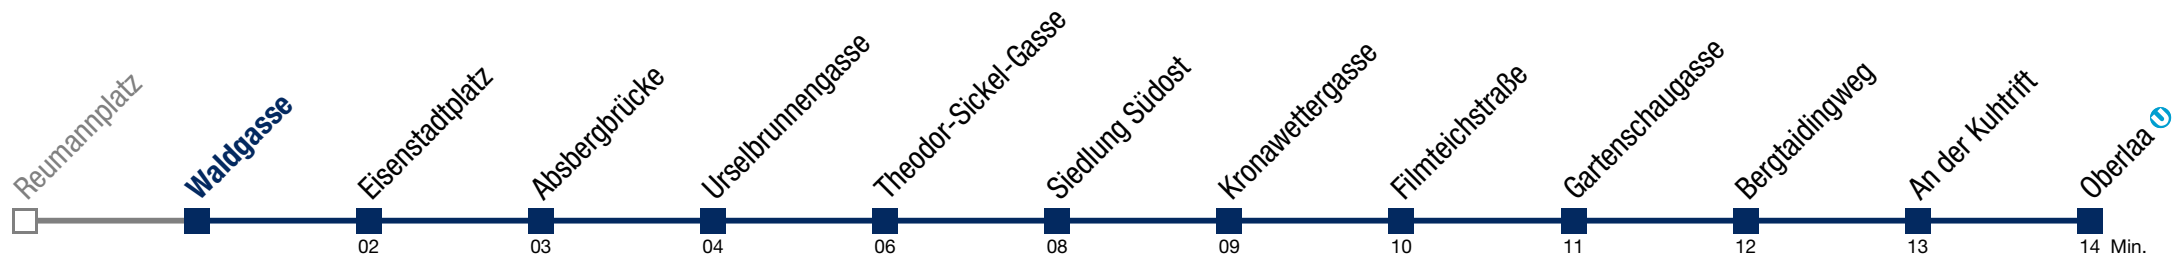 Reumannplatz
Waldgasse
Eisenstadtplatz
Absbergbrücke
Urselbrunnengasse
Theodor-Sickel-Gasse
Siedlung Südost
Kronawettergasse
Filmteichstraße
Gartenschaugasse
Bergtaidingweg
An der Kuhtrift
Oberlaa U
02 03 04 06 08 09 10 11 12 13 14 Min.